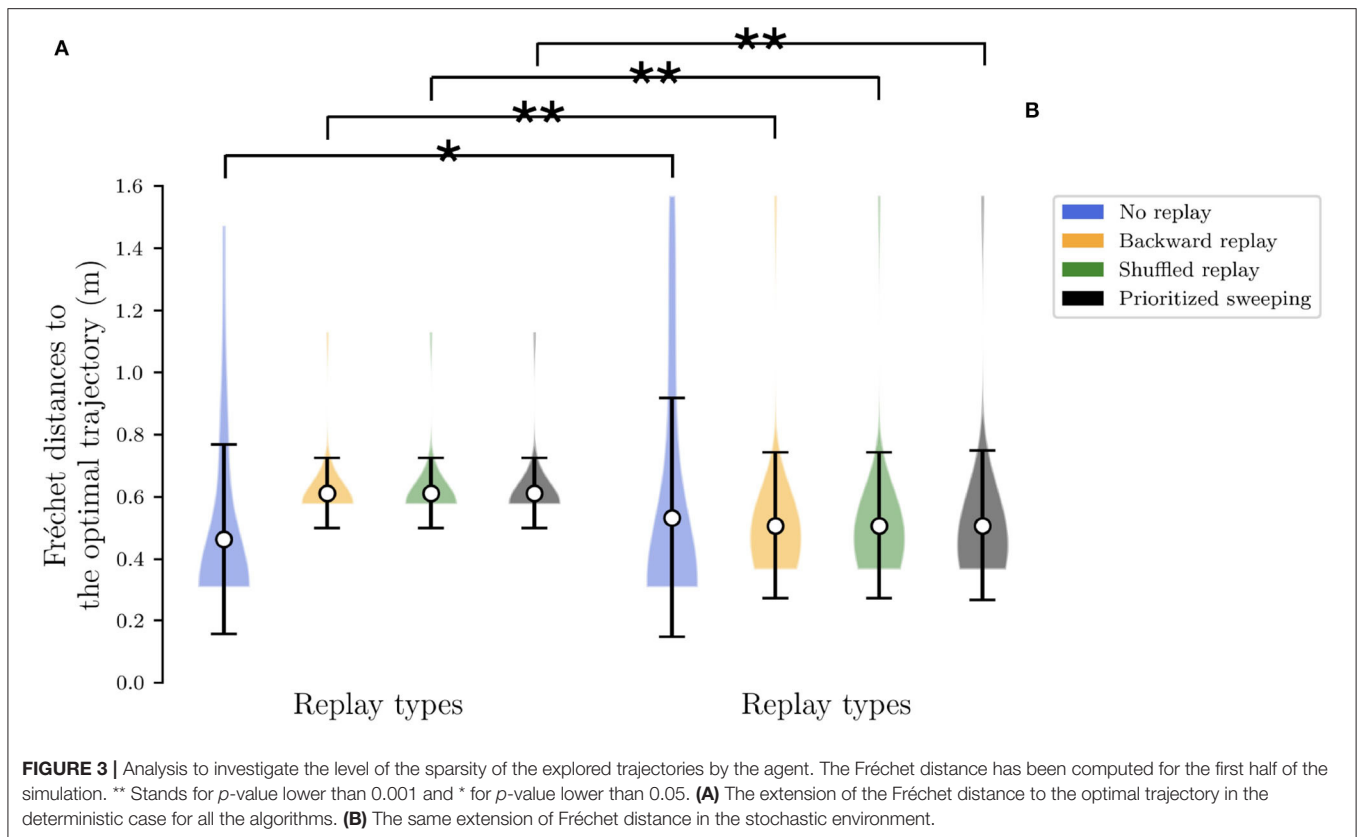 A
**
**
**
*
B
1.6
1.4
1.2
1.0
0.8
0.6
0.4
0.2
0.0
Fréchet distances to
the optimal trajectory (m)
Replay types
Replay types
No replay
Backward replay
Shuffled replay
Prioritized sweeping
FIGURE 3 | Analysis to investigate the level of the sparsity of the explored trajectories by the agent. The Fréchet distance has been computed for the first half of the
simulation. ** Stands for p-value lower than 0.001 and * for p-value lower than 0.05. (A) The extension of the Fréchet distance to the optimal trajectory in the
deterministic case for all the algorithms. (B) The same extension of Fréchet distance in the stochastic environment.